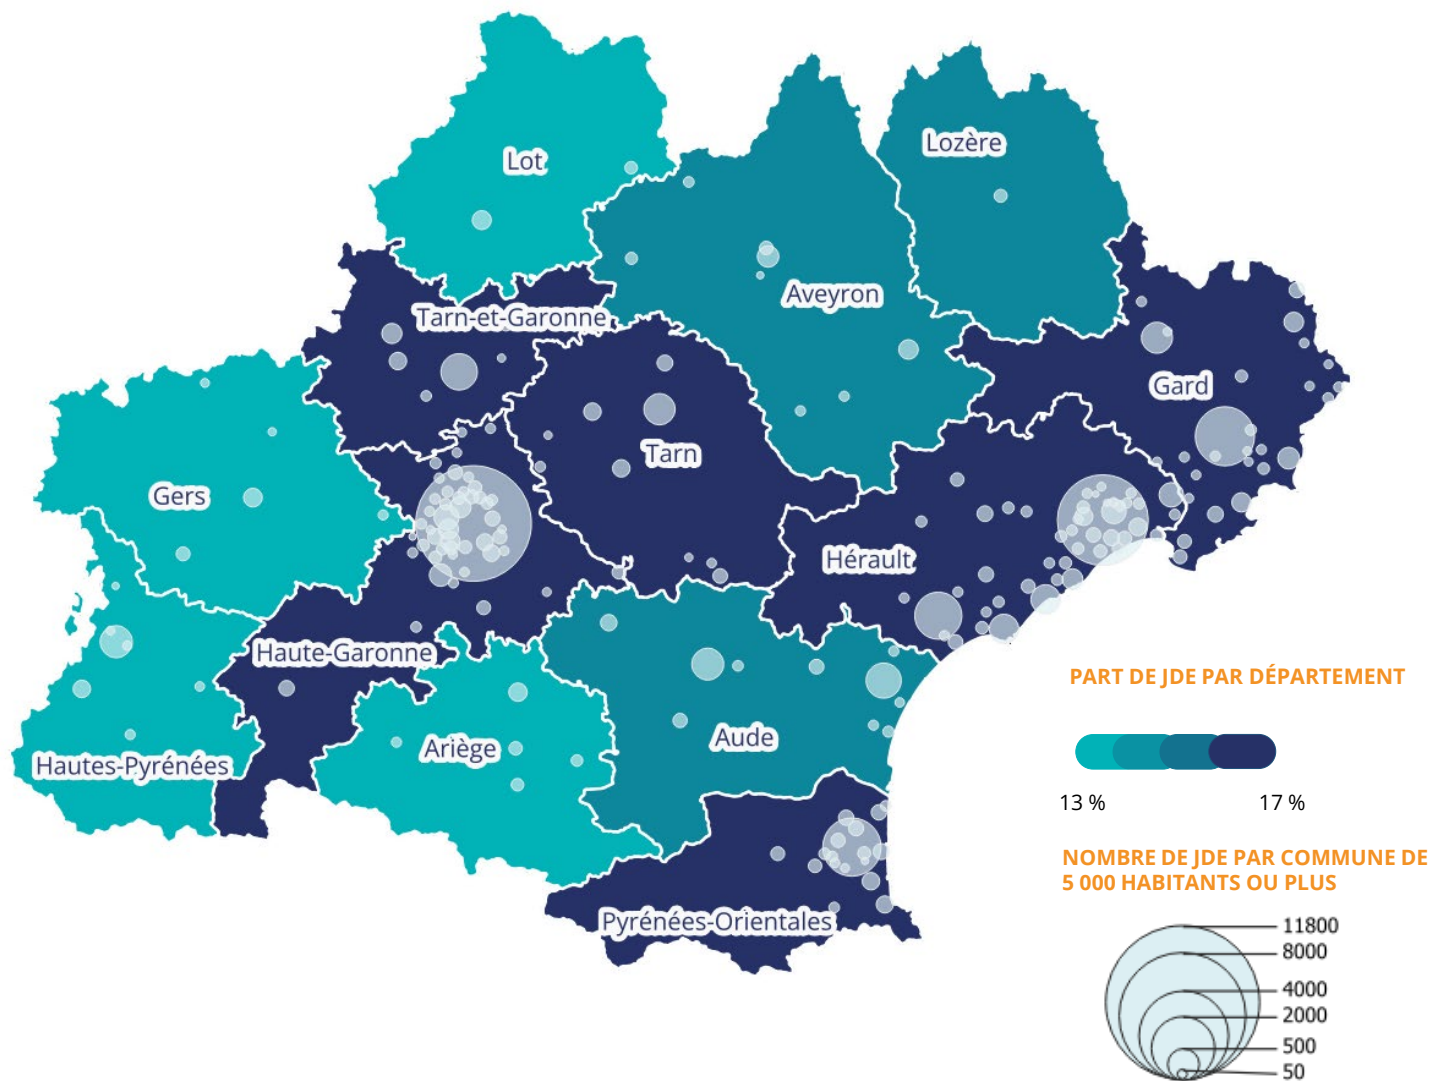 Lot
Lozère
Aveyron
Tarn-et-Garonne
Gard
Tarn
Gers
Hérault
Haute-Garonne
PART DE JDE PAR DÉPARTEMENT
Aude
Ariège
Hautes-Pyrénées
13 %
17 %
NOMBRE DE JDE PAR COMMUNE DE
5 000 HABITANTS OU PLUS
Pyrénées-Orientales
11800
8000
4000
2000
500
50